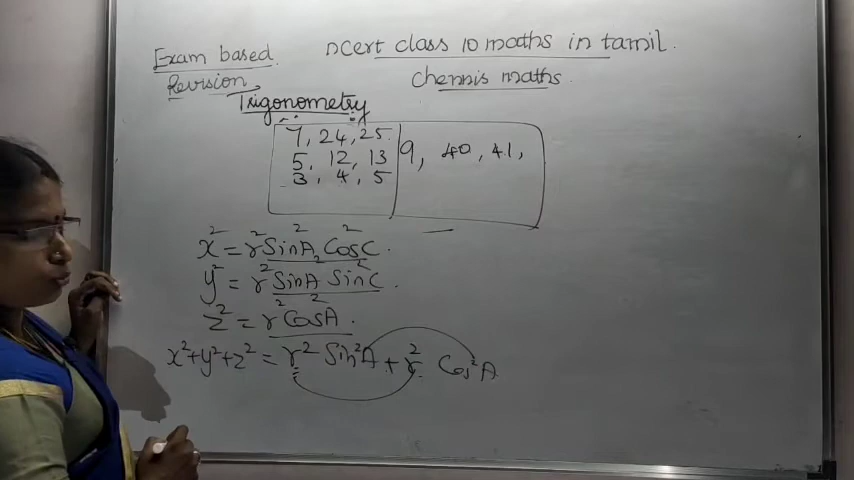 Exam based
Revision
ncert class 10 maths in tamil.
Chennis maths.
Trigonometry
7, 24, 25.
5, 12, 13
3, 4, 5
9, 40, 41,
x² = r² Sin²A Cos²C.
y² = r² Sin²A Sin²C.
z² = r² Cos²A.
x²+y²+z² = r² Sin²A + r² Cos²A